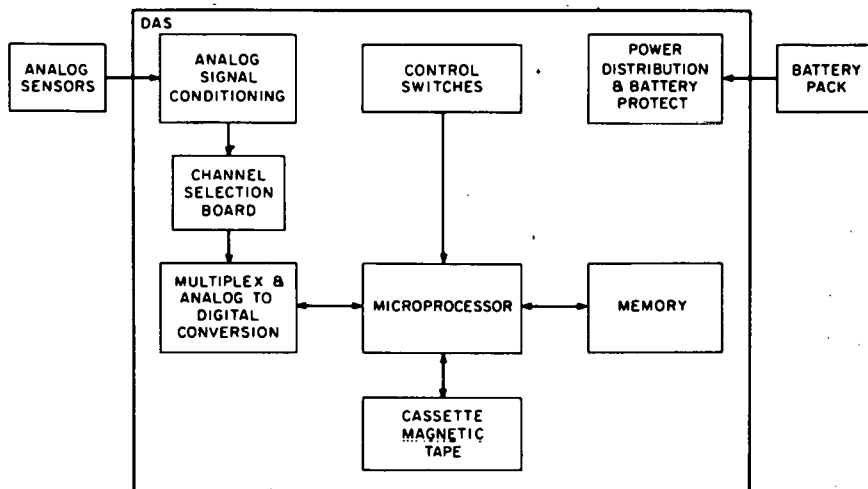 DAS
ANALOG
SENSORS
ANALOG
SIGNAL
CONDITIONING
CONTROL
SWITCHES
POWER
DISTRIBUTION
& BATTERY
PROTECT
BATTERY
PACK
CHANNEL
SELECTION
BOARD
MULTIPLEX &
ANALOG TO
DIGITAL
CONVERSION
MICROPROCESSOR
MEMORY
CASSETTE
MAGNETIC
TAPE